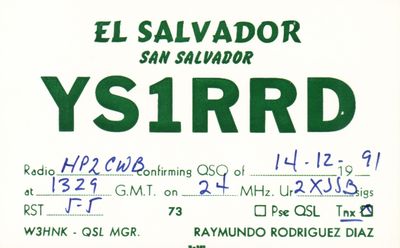 EL SALVADOR
SAN SALVADOR
YS1RRD
Radio HP2CWB Confirming QSO of 14-12- 1991
at 1329 G.M.T. on 24 MHz. Ur 2XSSB sigs
RST 5-5 73 Pse QSL Tnx
W3HNK - QSL MGR. RAYMUNDO RODRIGUEZ DIAZ